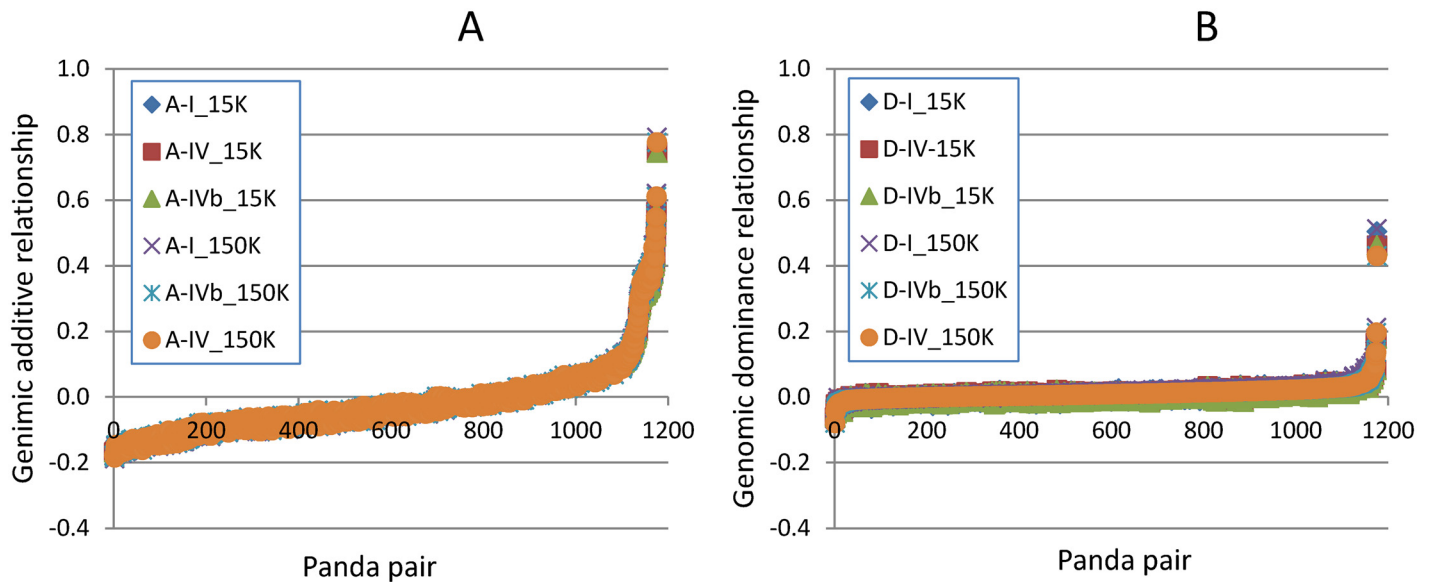 A
Genimic additive relationship
1.0
0.8
0.6
0.4
0.2
0.0
-0.2
-0.4
A-I_15K
A-IV_15K
A-IVb_15K
A-I_150K
A-IVb_150K
A-IV_150K
0 200 400 600 800 1000 1200
Panda pair
B
Genomic dominance relationship
1.0
0.8
0.6
0.4
0.2
0.0
-0.2
-0.4
D-I_15K
D-IV-15K
D-IVb_15K
D-I_150K
D-IVb_150K
D-IV_150K
0 200 400 600 800 1000 1200
Panda pair